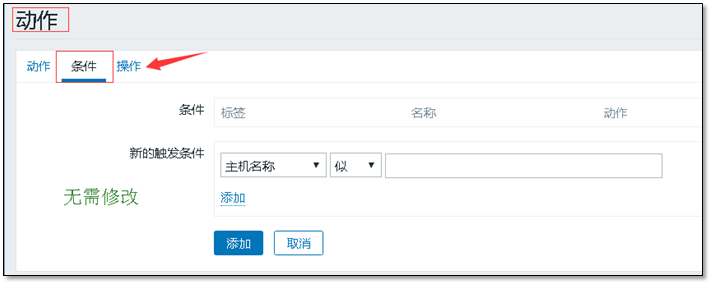 动作
动作 条件 操作
条件 标签 名称 动作
新的触发条件 主机名称 似
无需修改 添加
添加 取消